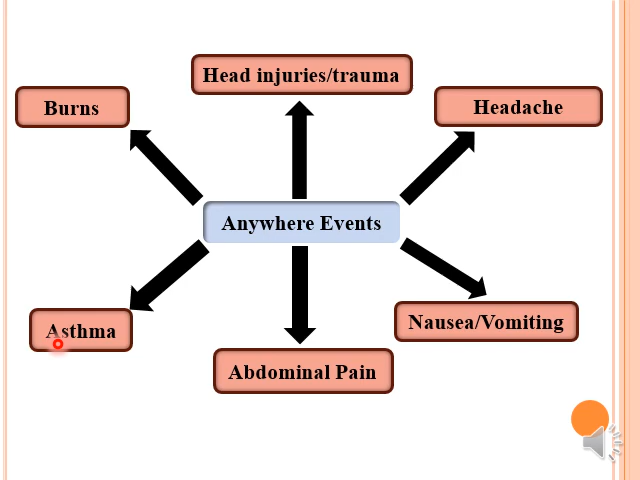 Head injuries/trauma
Burns
Headache
Anywhere Events
Asthma
Nausea/Vomiting
Abdominal Pain